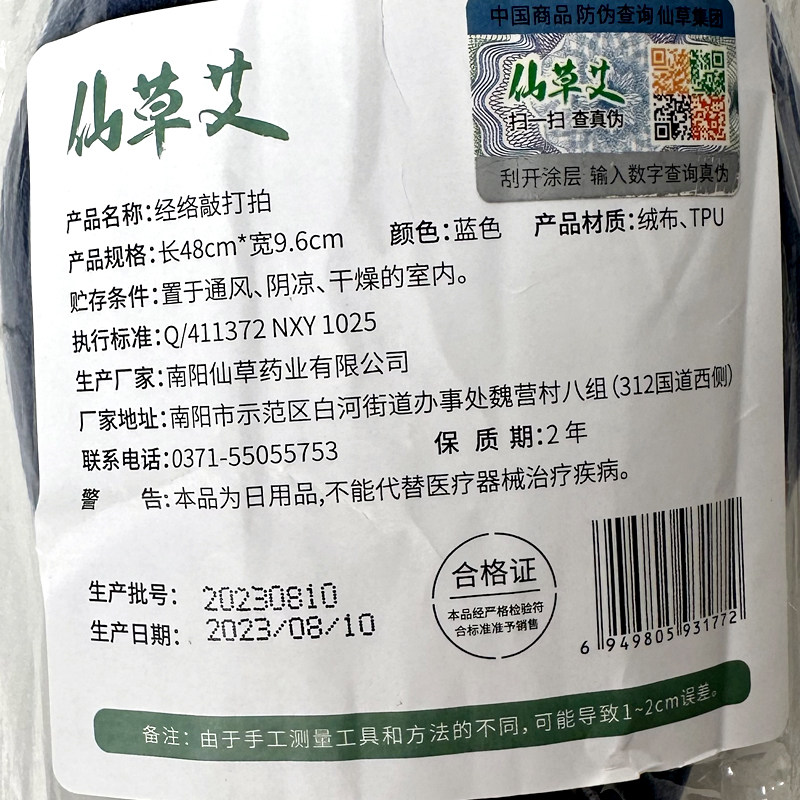 中国商品 防伪查询 仙草集团
仙草艾
仙草艾
扫一扫 查真伪
刮开涂层 输入数字查询真伪
产品名称:经络敲打拍
产品规格:长48cm*宽9.6cm 颜色:蓝色 产品材质:绒布、TPU
贮存条件:置于通风、阴凉、干燥的室内。
执行标准:Q/411372 NXY 1025
生产厂家:南阳仙草药业有限公司
厂家地址:南阳市示范区白河街道办事处魏营村八组(312国道西侧)
联系电话:0371-55055753 保 质 期:2 年
警 告:本品为日用品,不能代替医疗器械治疗疾病。
生产批号: 20230810
生产日期: 2023/08/10
合格证
本品经严格检验符
合标准准予销售
6 949805 931772
备注: 由于手工测量工具和方法的不同, 可能导致1~2cm误差。